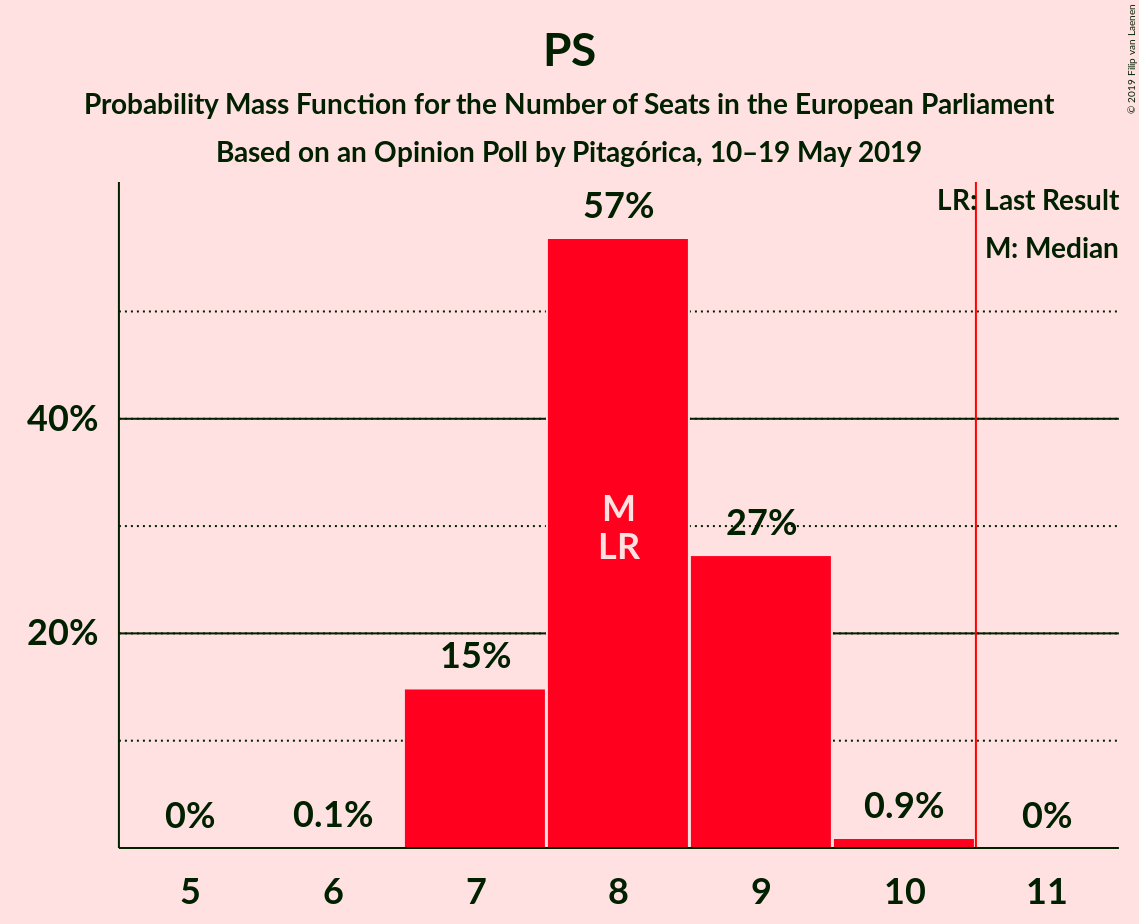 PS
Probability Mass Function for the Number of Seats in the European Parliament
Based on an Opinion Poll by Pitagórica, 10–19 May 2019
© 2019 Filip van Laenen
LR: Last Result
M: Median
57%
40%
M
LR
27%
20%
15%
0%
0.1%
0.9%
0%
5
6
7
8
9
10
11